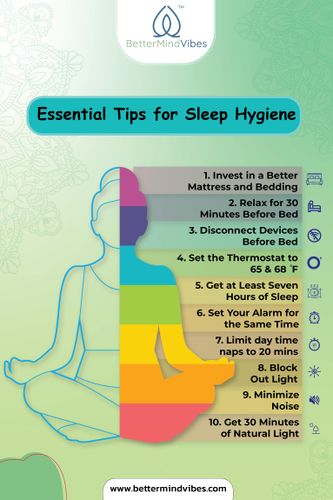 BetterMindVibes
TM
Essential Tips for Sleep Hygiene
1. Invest in a Better
Mattress and Bedding
2. Relax for 30
Minutes Before Bed
3. Disconnect Devices
Before Bed
4. Set the Thermostat to
65 & 68 °F
5. Get at Least Seven
Hours of Sleep
6. Set Your Alarm for
the Same Time
7. Limit day time
naps to 20 mins
8. Block
Out Light
9. Minimize
Noise
10. Get 30 Minutes
of Natural Light
www.bettermindvibes.com